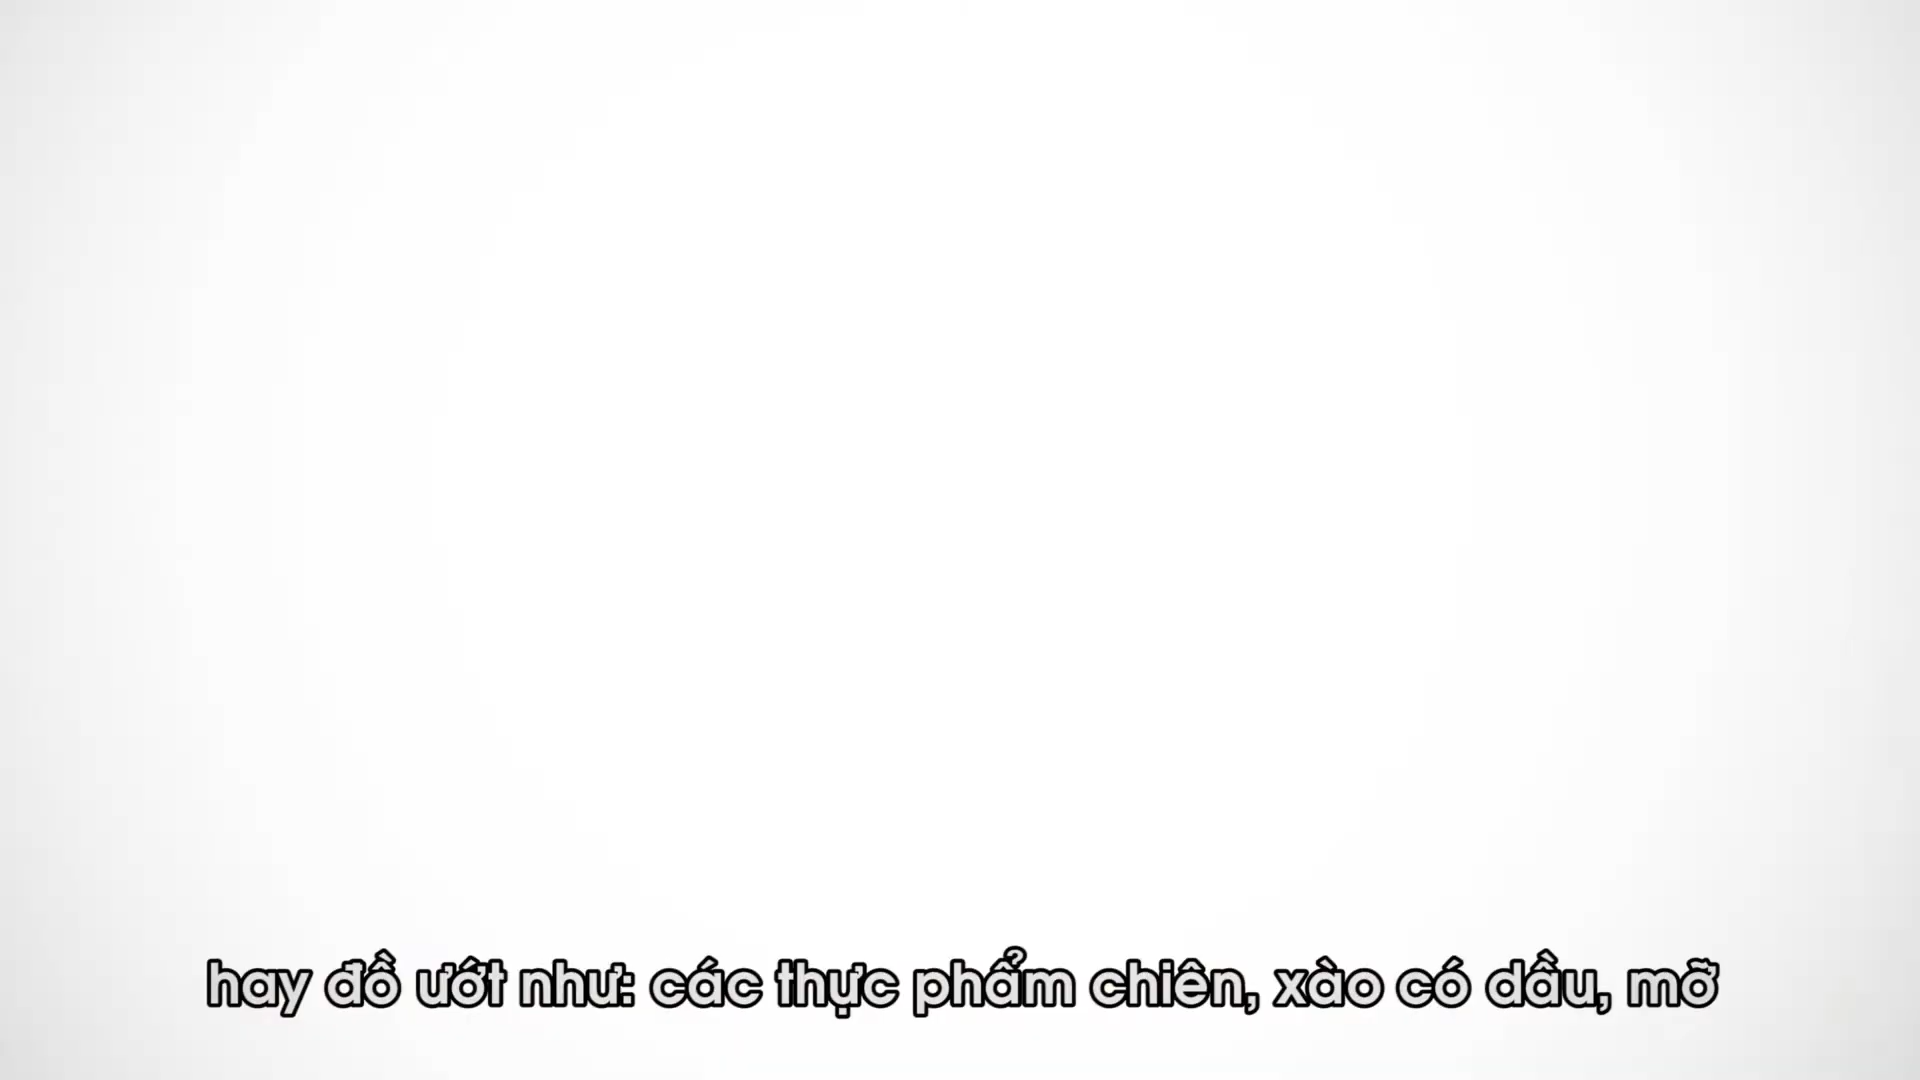 hay đồ ướt như: các thực phẩm chiên, xào có dầu, mỡ